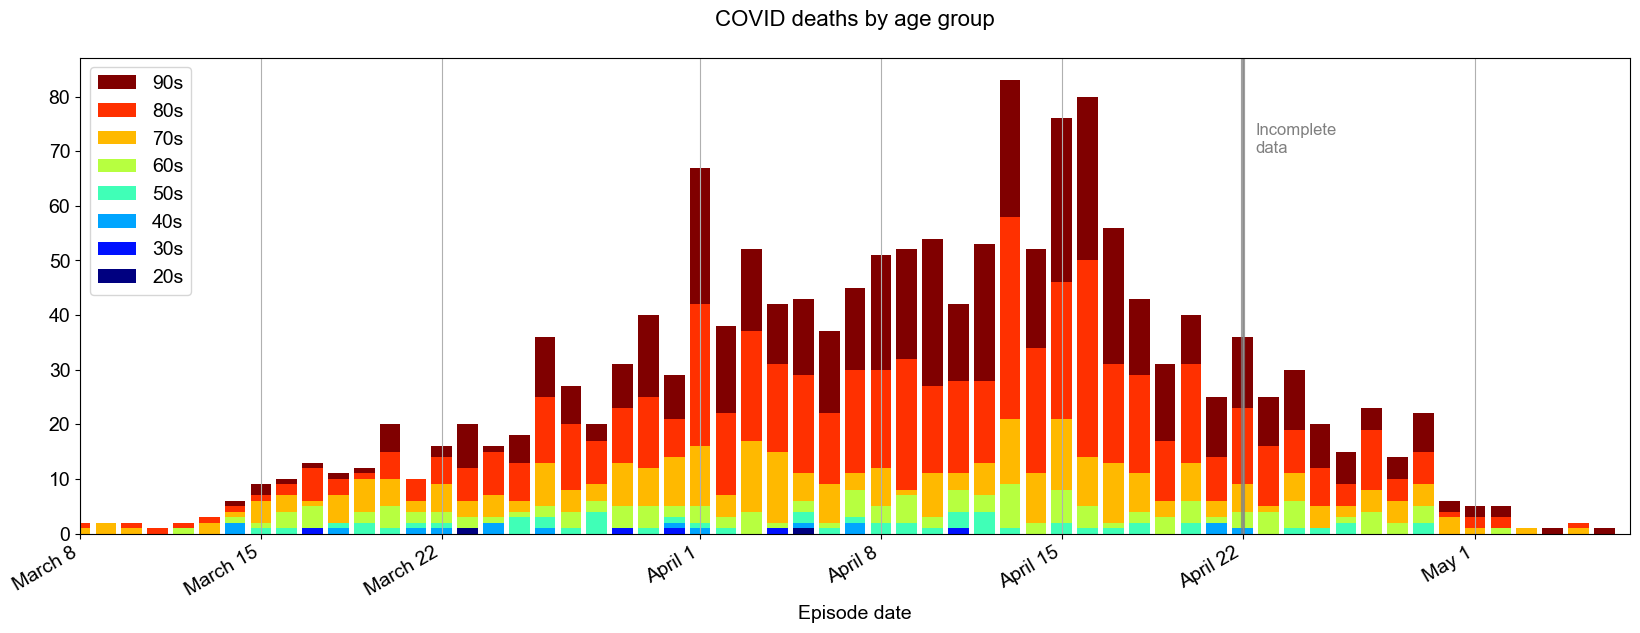 COVID deaths by age group
90s
80s
70s
60s
50s
40s
30s
20s
80
70
60
50
40
30
20
10
0
Incomplete
data
March 8
March 15
March 22
April 1
April 8
April 15
April 22
May 1
Episode date